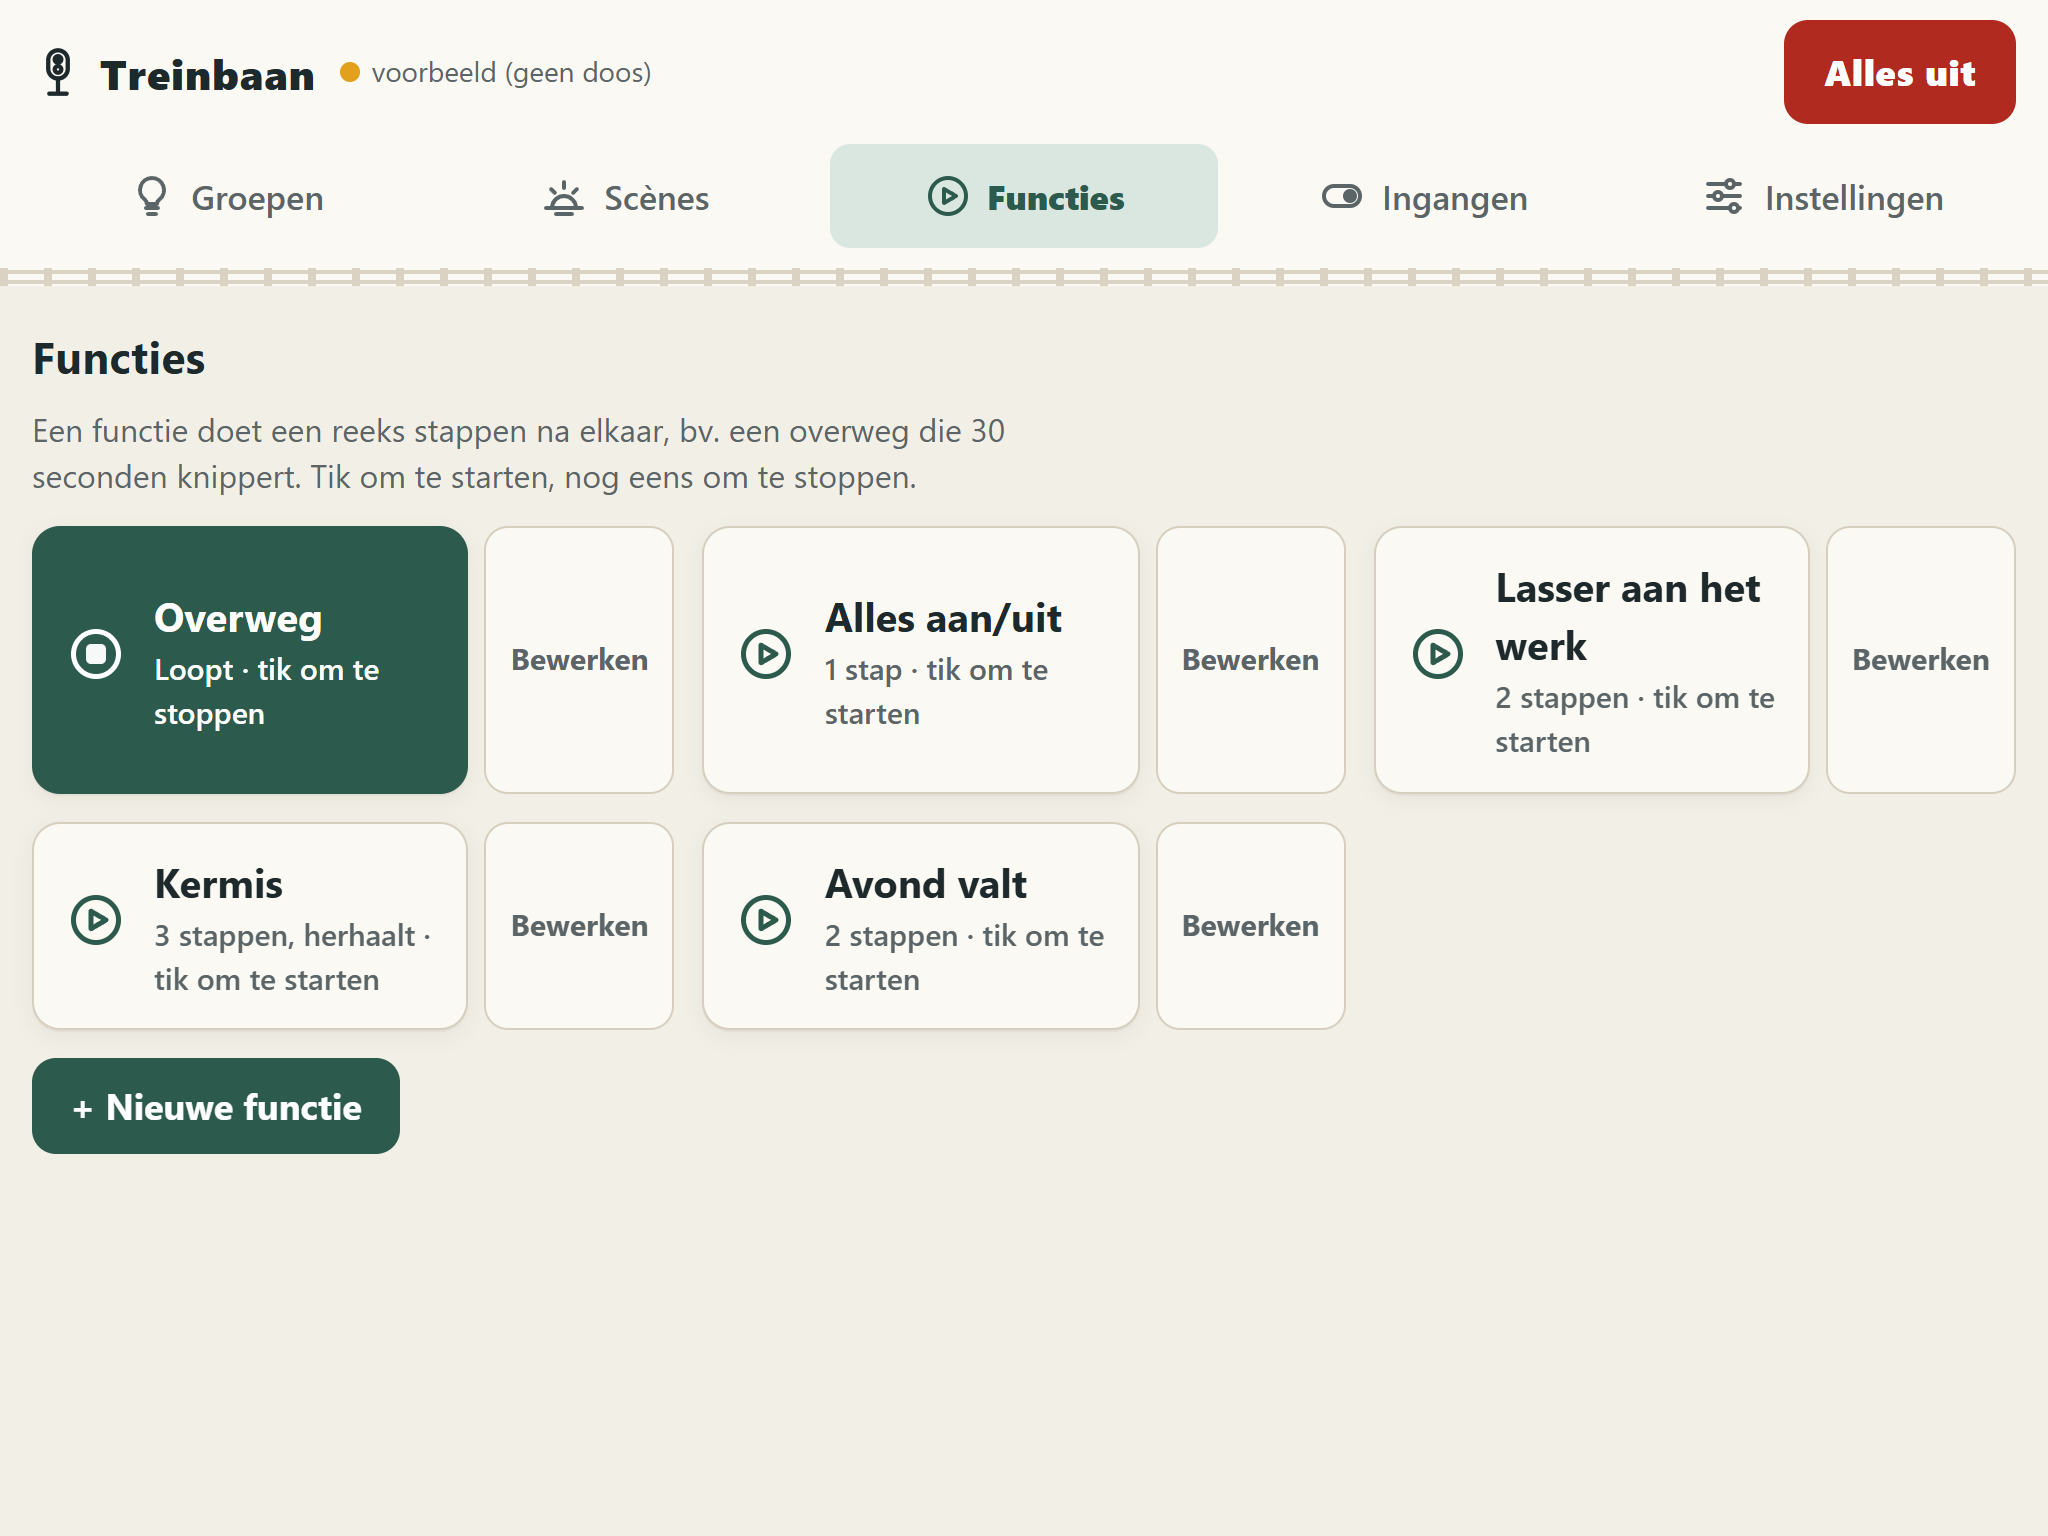 Treinbaan
voorbeeld (geen doos)
Alles uit
Groepen
Scènes
Functies
Ingangen
Instellingen
Functies
Een functie doet een reeks stappen na elkaar, bv. een overweg die 30
seconden knippert. Tik om te starten, nog eens om te stoppen.
Overweg
Loopt · tik om te
stoppen
Bewerken
Alles aan/uit
1 stap · tik om te
starten
Bewerken
Lasser aan het
werk
2 stappen · tik om te
starten
Bewerken
Kermis
3 stappen, herhaalt ·
tik om te starten
Bewerken
Avond valt
2 stappen · tik om te
starten
Bewerken
+ Nieuwe functie